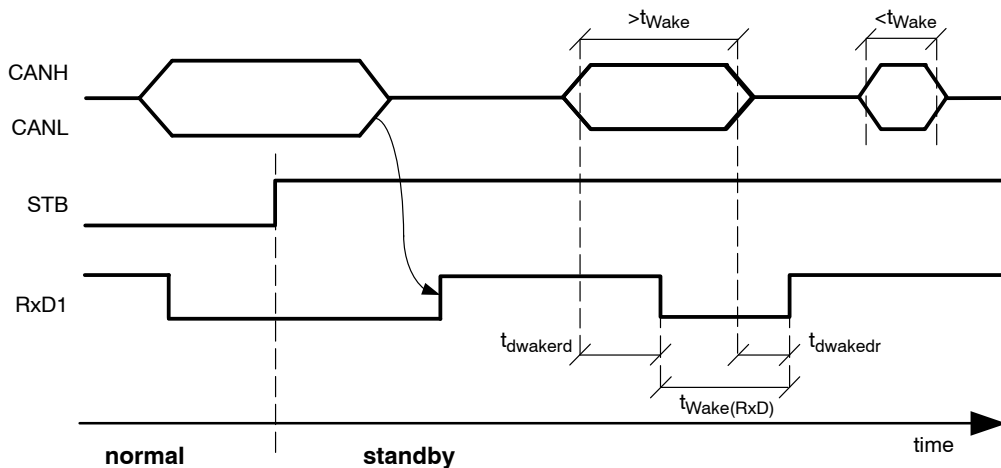 >tWake
<tWake
CANH
CANL
STB
RxD1
tdwakerd
tdwakedr
tWake(RxD)
time
normal
standby